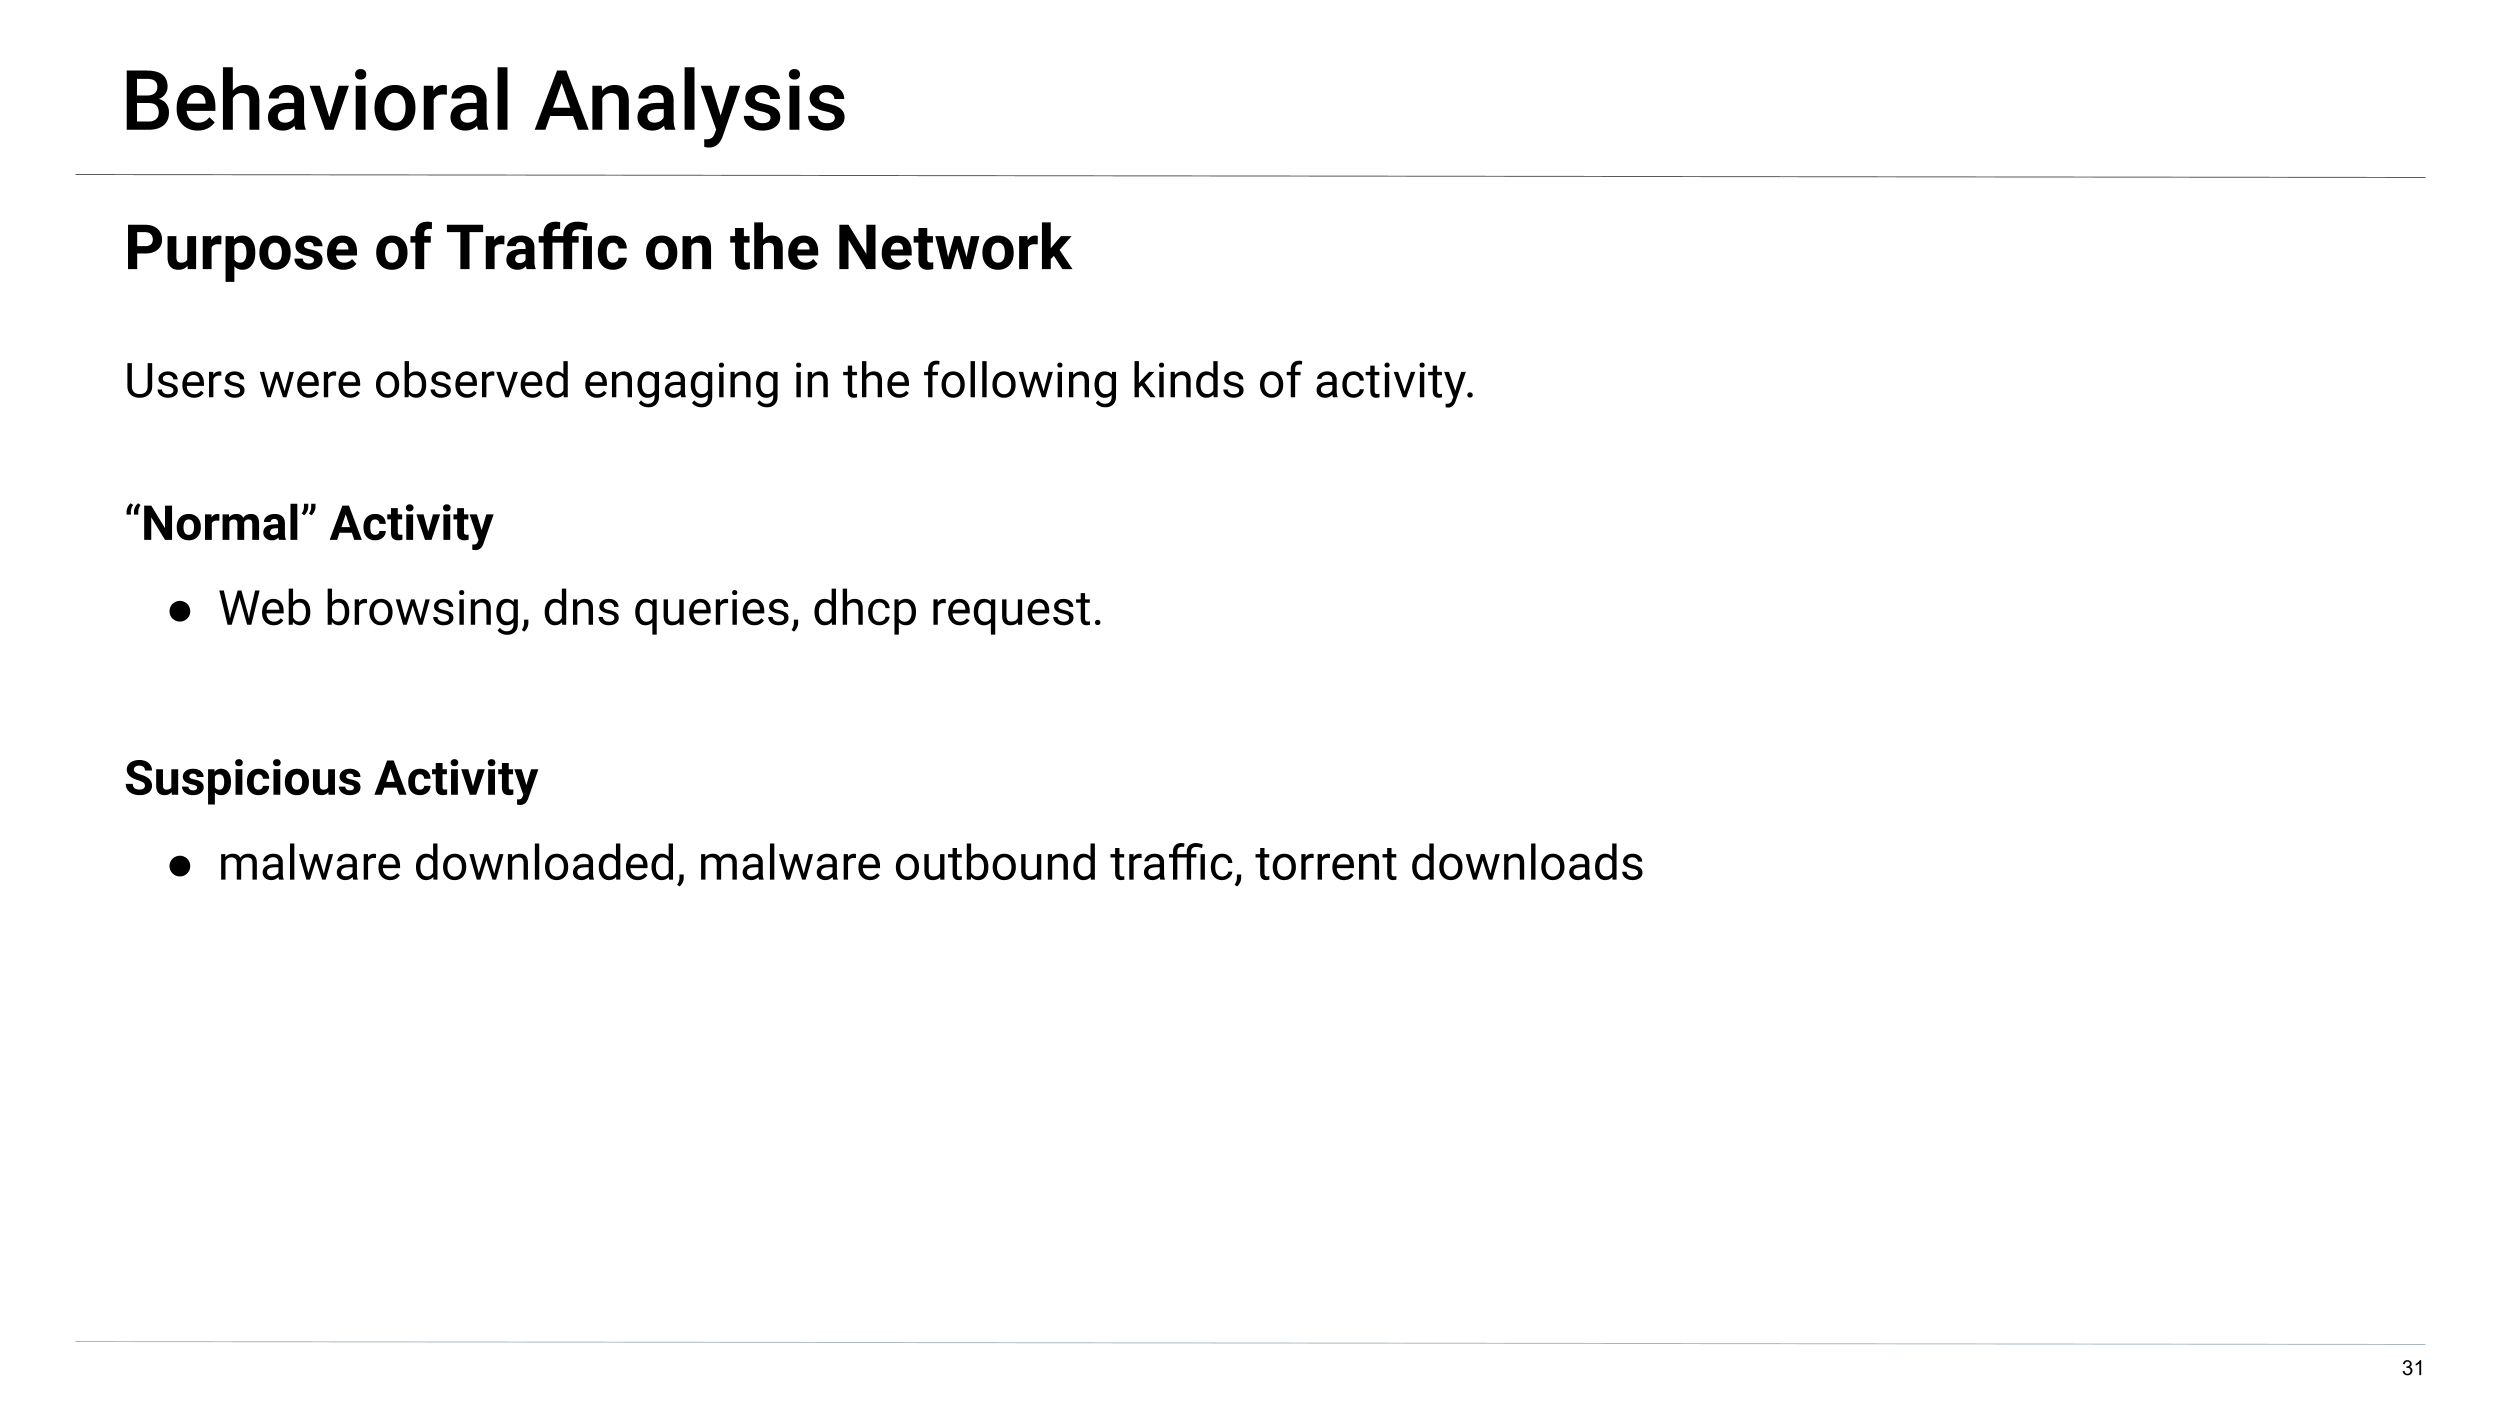 Behavioral Analysis
Purpose of Traffic on the Network
Users were observed engaging in the following kinds of activity.
“Normal” Activity
● Web browsing, dns queries, dhcp request.
Suspicious Activity
● malware downloaded, malware outbound traffic, torrent downloads
31